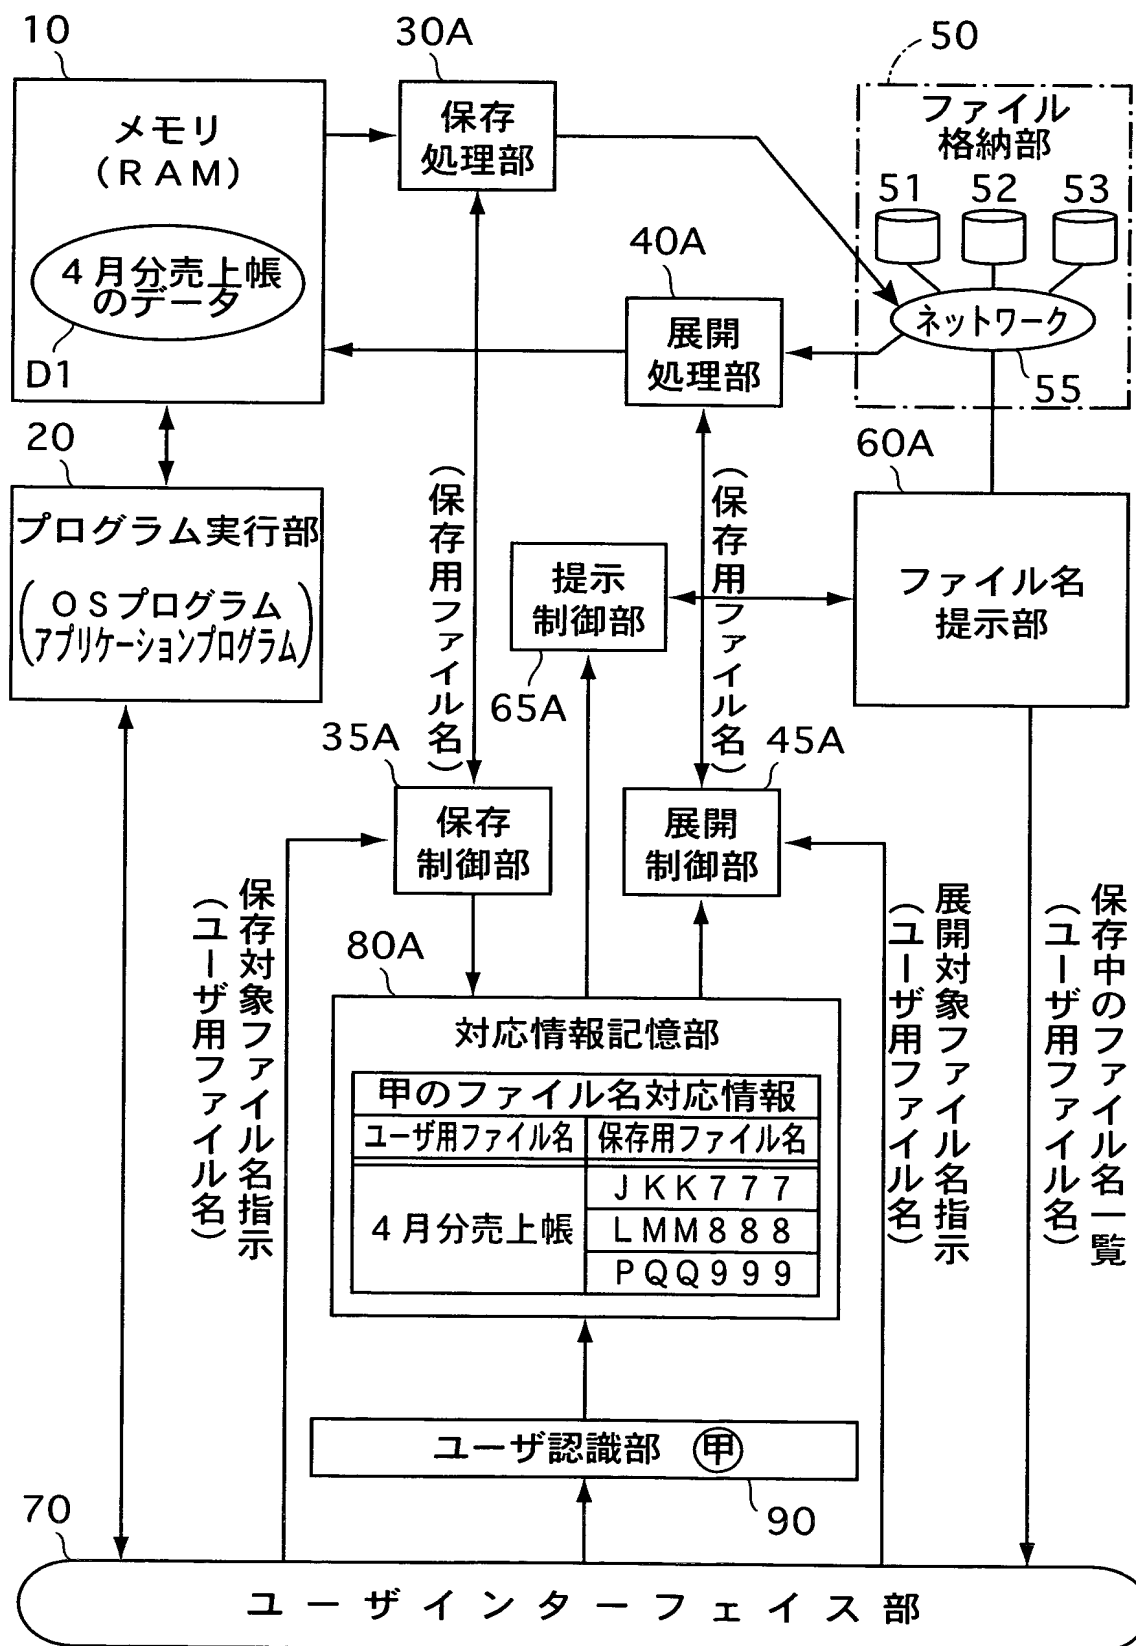 10
30A
50
メモリ
(RAM)
4月分売上帳
のデータ
D1
保存
処理部
ファイル
格納部
51
52
53
ネットワーク
55
40A
展開
処理部
20
プログラム実行部
OSプログラム
アプリケーションプログラム
(保存用ファイル名)
(保存用ファイル名)
60A
ファイル名
提示部
提示
制御部
65A
35A
保存
制御部
45A
展開
制御部
保存対象ファイル名指示
(ユーザ用ファイル名)
展開対象ファイル名指示
(ユーザ用ファイル名)
保存中のファイル名一覧
(ユーザ用ファイル名)
80A
対応情報記憶部
甲のファイル名対応情報
ユーザ用ファイル名
保存用ファイル名
4月分売上帳
JKK777
LMM888
PQQ999
ユーザ認識部 甲
90
70
ユーザインターフェイス部